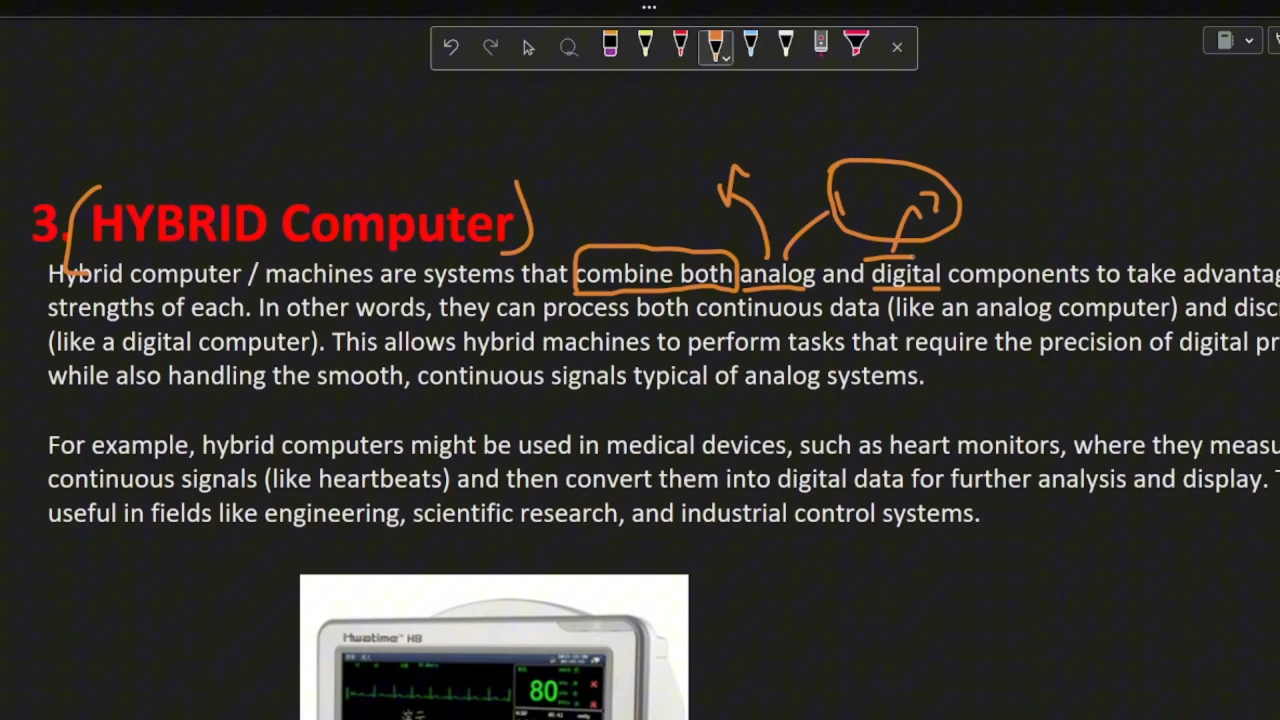 3. HYBRID Computer
Hybrid computer / machines are systems that combine both analog and digital components to take
strengths of each. In other words, they can process both continuous data (like an analog computer) and
(like a digital computer). This allows hybrid machines to perform tasks that require the precision of digital
while also handling the smooth, continuous signals typical of analog systems.
For example, hybrid computers might be used in medical devices, such as heart monitors, where they
continuous signals (like heartbeats) and then convert them into digital data for further analysis and display.
useful in fields like engineering, scientific research, and industrial control systems.
Hwatime™ H8
80